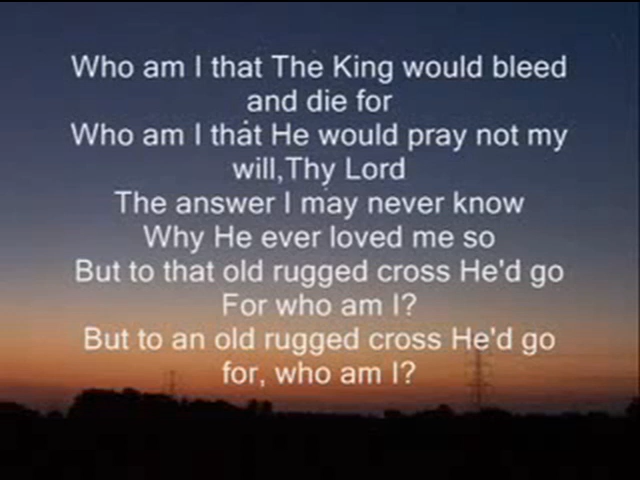 Who am I that The King would bleed
and die for
Who am I that He would pray not my
will,Thy Lord
The answer I may never know
Why He ever loved me so
But to that old rugged cross He'd go
For who am I?
But to an old rugged cross He'd go
for, who am I?